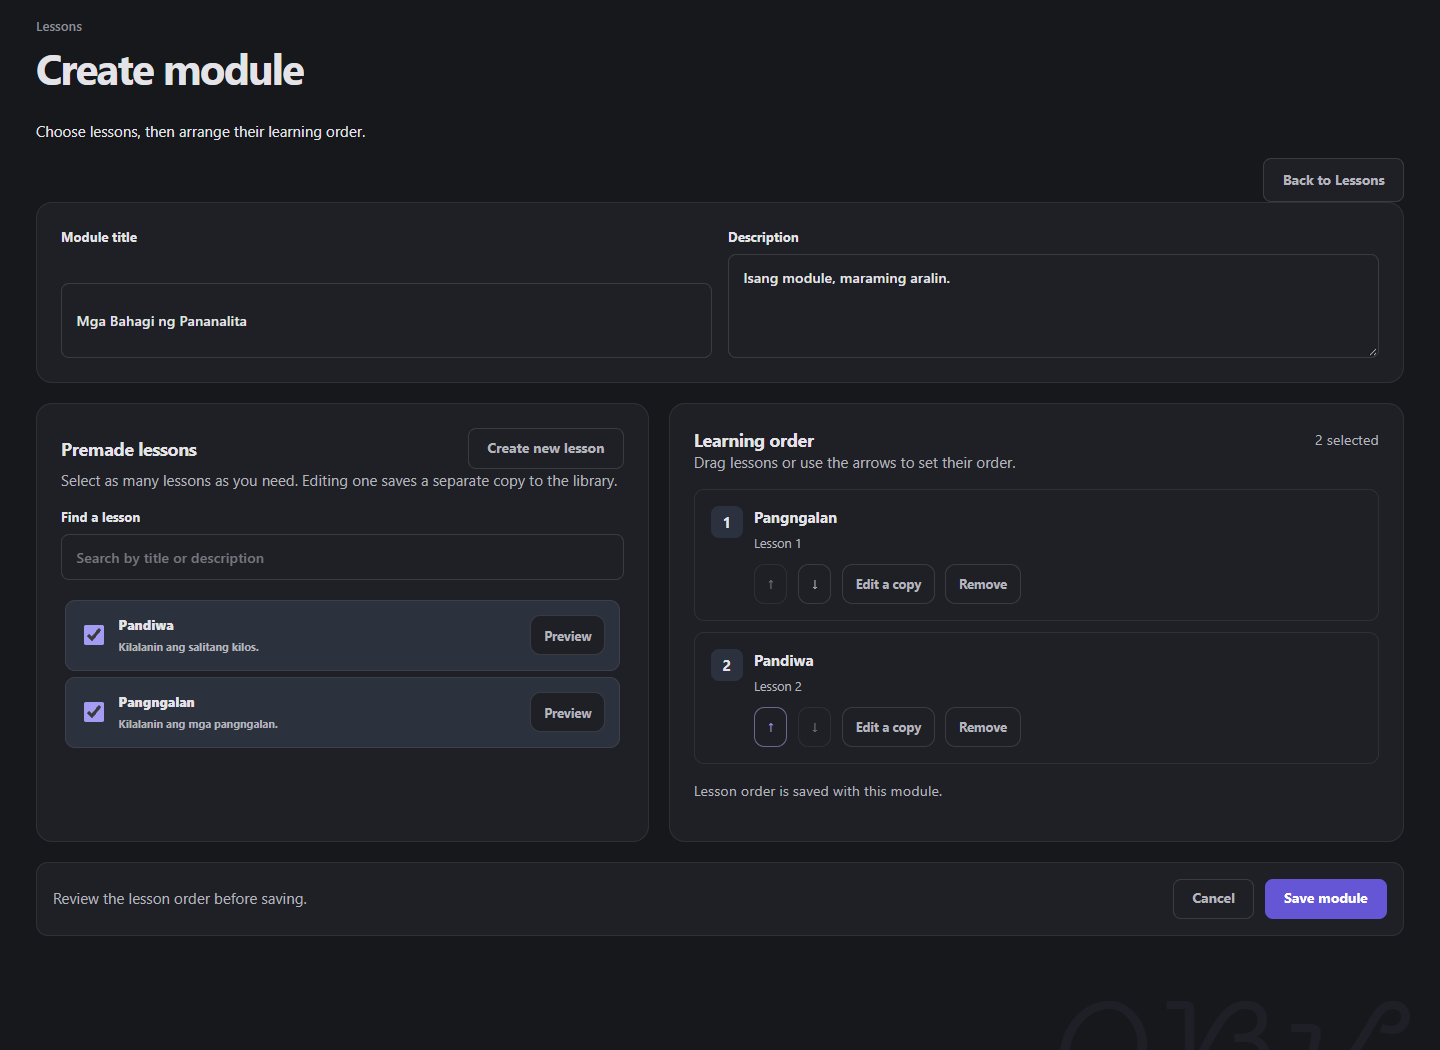 Lessons
Create module
Choose lessons, then arrange their learning order.
Back to Lessons
Module title
Mga Bahagi ng Pananalita
Description
Isang module, maraming aralin.
Premade lessons
Create new lesson
Select as many lessons as you need. Editing one saves a separate copy to the library.
Find a lesson
Search by title or description
Pandiwa
Kilalanin ang salitang kilos.
Preview
Pangngalan
Kilalanin ang mga pangngalan.
Preview
Learning order
2 selected
Drag lessons or use the arrows to set their order.
1
Pangngalan
Lesson 1
↑ ↓ Edit a copy Remove
2
Pandiwa
Lesson 2
↑ ↓ Edit a copy Remove
Lesson order is saved with this module.
Review the lesson order before saving.
Cancel
Save module